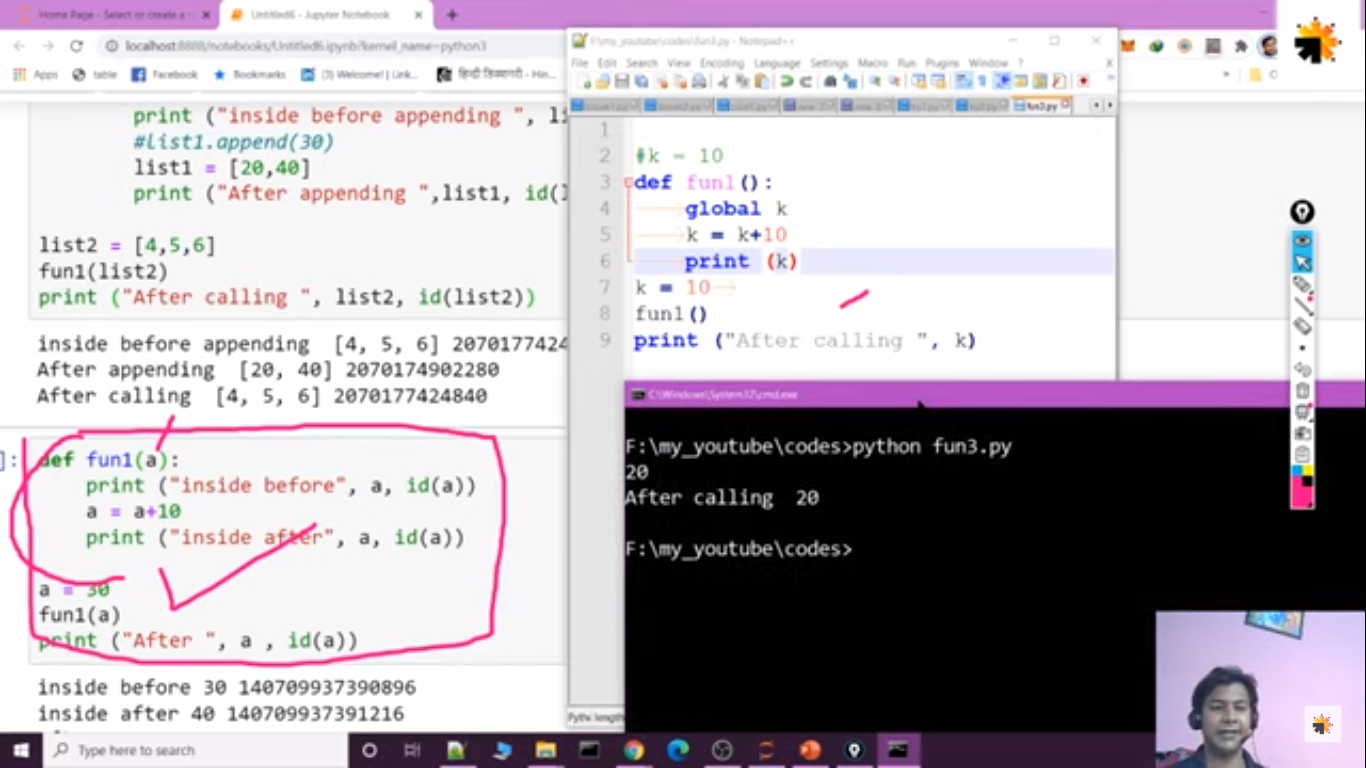 Home Page - Select or create a
Untitled6 - Jupyter Notebook
localhost:8888/notebooks/Untitled6.ipynb?kernel_name=python3
Apps
table
Facebook
Bookmarks
(3) Welcome! | Link...
हिन्दी
print ("inside before appending ",
#list1.append(30)
list1 = [20,40]
print ("After appending ",list1, id(
list2 = [4,5,6]
fun1(list2)
print ("After calling ", list2, id(list2))
inside before appending [4, 5, 6] 2070177424
After appending [20, 40] 2070174902280
After calling [4, 5, 6] 2070177424840
]:
def fun1(a):
print ("inside before", a, id(a))
a = a+10
print ("inside after", a, id(a))
a = 30
fun1(a)
print ("After ", a , id(a))
inside before 30 140709937390896
inside after 40 140709937391216
F:\my_youtube\codes\fun3.py - Notepad++
File Edit Search View Encoding Language Settings Macro Run Plugins Window ?
fun3.py
1
2 #k = 10
3 def fun1():
4 global k
5 k = k+10
6 print (k)
7 k = 10
8 fun1()
9 print ("After calling ", k)
C:\Windows\System32\cmd.exe
F:\my_youtube\codes>python fun3.py
20
After calling 20
F:\my_youtube\codes>
length
Type here to search